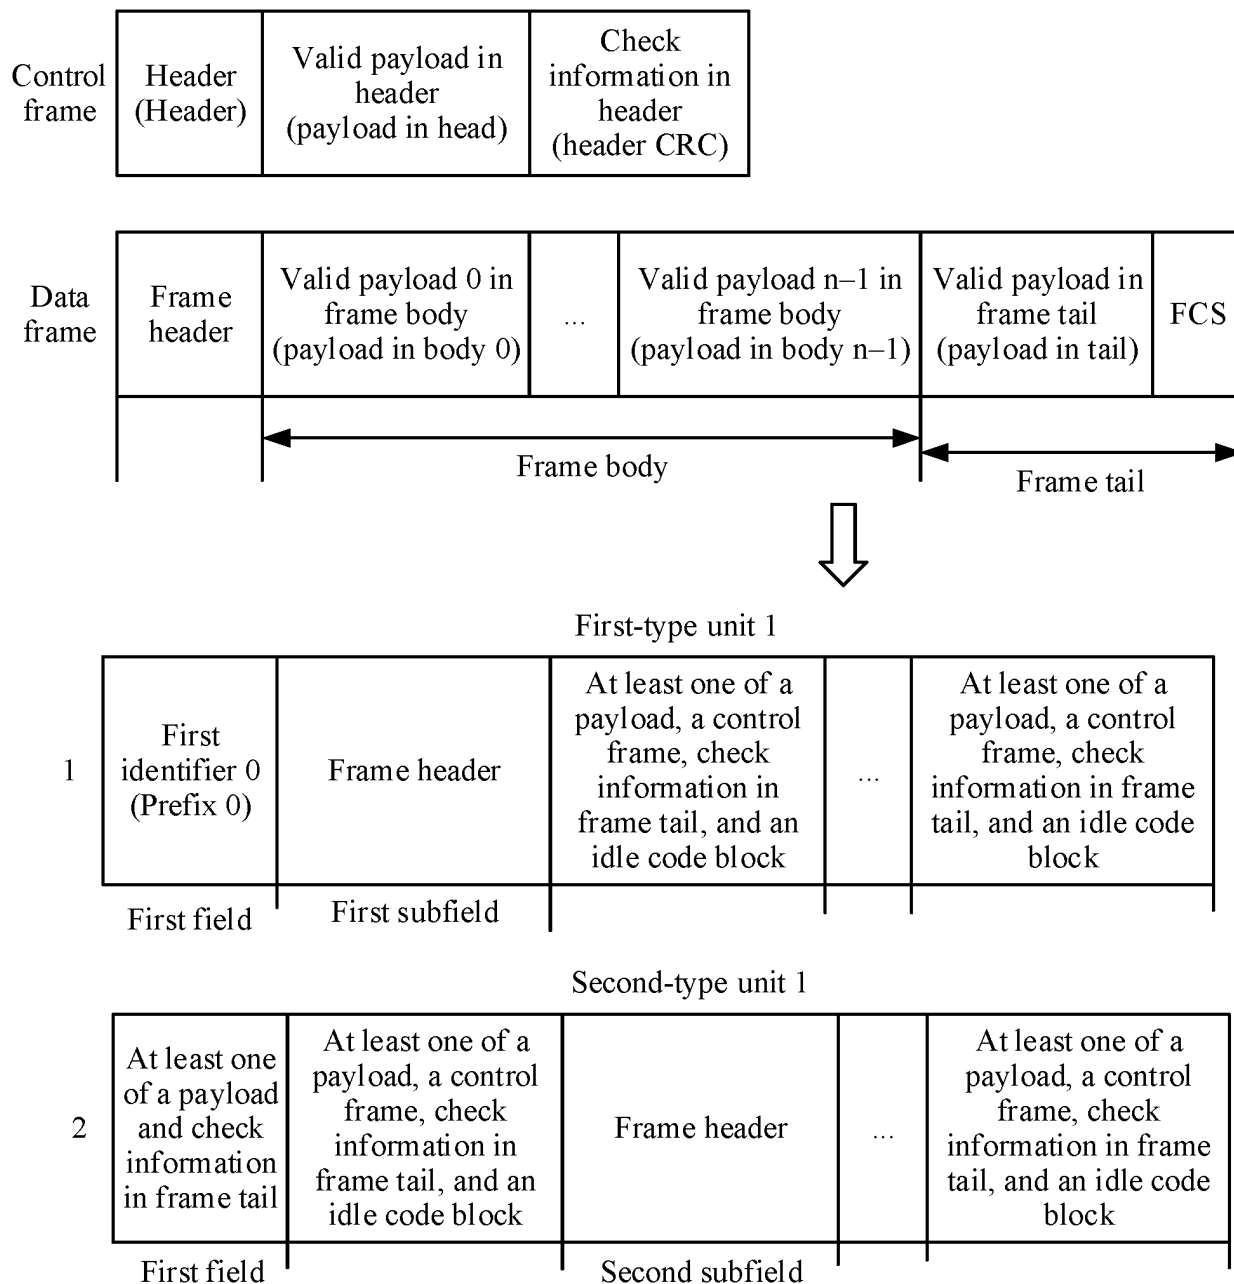 Control
frame
Header
(Header)
Valid payload in
header
(payload in head)
Check
information in
header
(header CRC)
Data
frame
Frame
header
Valid payload 0 in
frame body
(payload in body 0)
...
Valid payload n–1 in
frame body
(payload in body n–1)
Valid payload in
frame tail
(payload in tail)
FCS
Frame body
Frame tail
First-type unit 1
1
First
identifier 0
(Prefix 0)
Frame header
At least one of a
payload, a control
frame, check
information in
frame tail, and an
idle code block
...
At least one of a
payload, a control
frame, check
information in frame
tail, and an idle code
block
First field
First subfield
Second-type unit 1
2
At least one
of a payload
and check
information
in frame tail
At least one of a
payload, a control
frame, check
information in
frame tail, and an
idle code block
Frame header
...
At least one of a
payload, a control
frame, check
information in frame
tail, and an idle code
block
First field
Second subfield